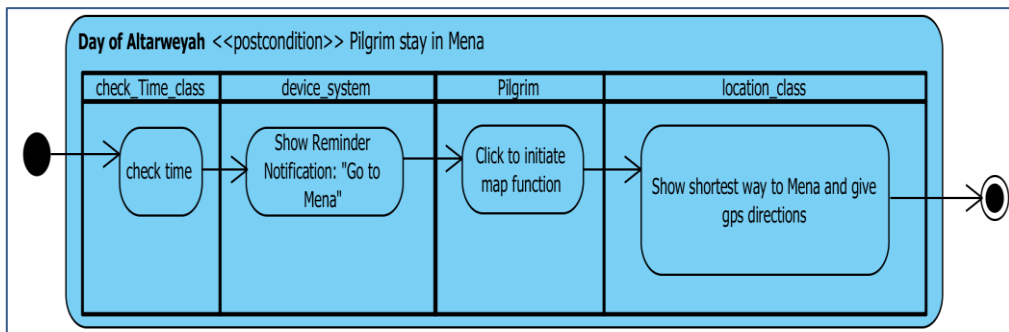 Day of Altarweyah <<postcondition>> Pilgrim stay in Mena
check_Time_class
device_system
Pilgrim
location_class
check time
Show Reminder
Notification: "Go to
Mena"
Click to initiate
map function
Show shortest way to Mena and give
gps directions